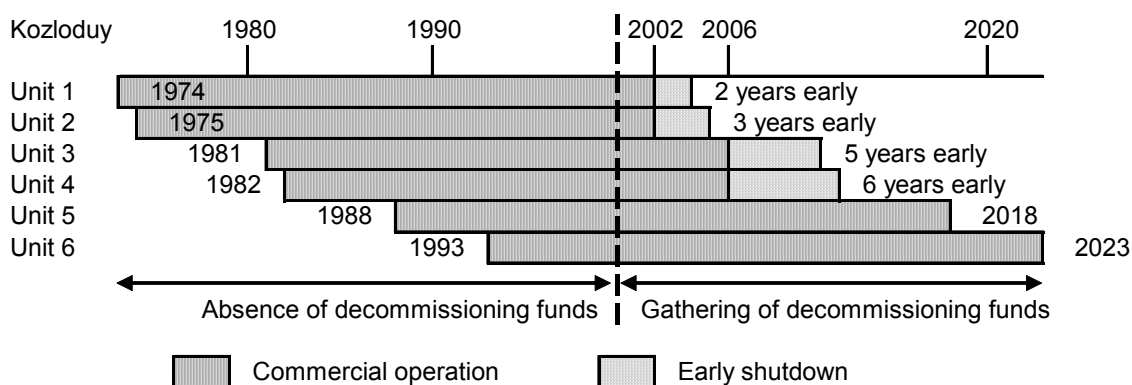 Kozloduy 1980 1990 2002 2006 2020
Unit 1 1974 2 years early
Unit 2 1975 3 years early
Unit 3 1981 5 years early
Unit 4 1982 6 years early
Unit 5 1988 2018
Unit 6 1993 2023
Absence of decommissioning funds Gathering of decommissioning funds
Commercial operation Early shutdown